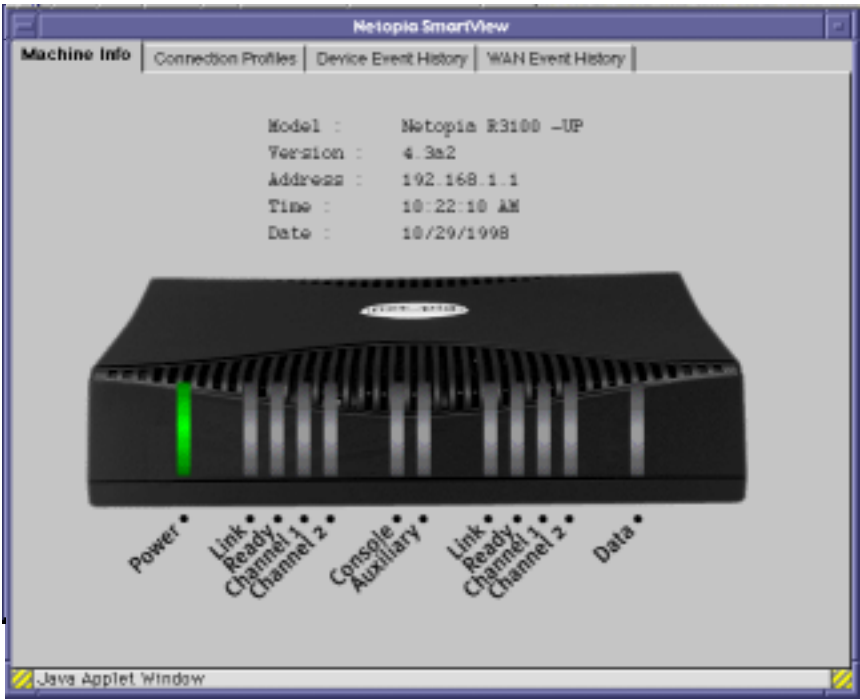 Netopia SmartView
Machine Info
Connection Profiles
Device Event History
WAN Event History
Model : Netopia R3100 -UP
Version : 4.3a2
Address : 192.168.1.1
Time : 10:22:10 AM
Date : 10/29/1998
netopia
Power
Link
Ready
Channel 1
Channel 2
Console
Auxiliary
Link
Ready
Channel 1
Channel 2
Data
Java Applet Window